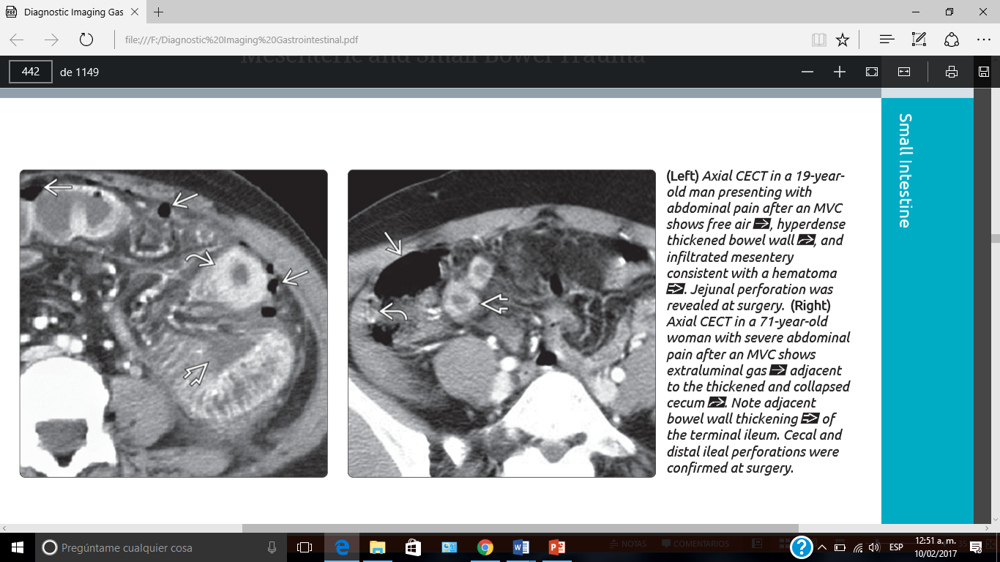 Diagnostic Imaging Gas
file:///F:/Diagnostic%20Imaging%20Gastrointestinal.pdf
Mesenteric and Small Bowel Trauma
442 de 1149
Small Intestine
(Left) Axial CECT in a 19-year-
old man presenting with
abdominal pain after an MVC
shows free air , hyperdense
thickened bowel wall , and
infiltrated mesentery
consistent with a hematoma
. Jejunal perforation was
revealed at surgery. (Right)
Axial CECT in a 71-year-old
woman with severe abdominal
pain after an MVC shows
extraluminal gas adjacent
to the thickened and collapsed
cecum . Note adjacent
bowel wall thickening of
the terminal ileum. Cecal and
distal ileal perforations were
confirmed at surgery.
NOTAS COMENTARIOS
Pregúntame cualquier cosa
ESP
12:51 a. m.
10/02/2017